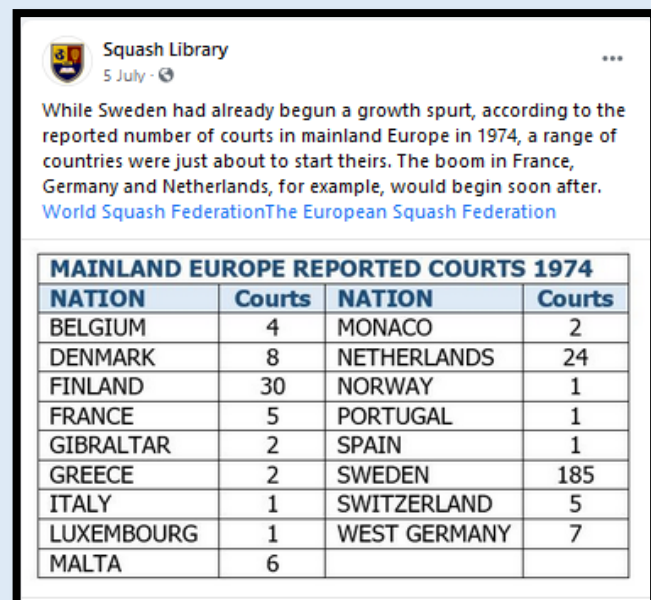 Squash Library
5 July ·
While Sweden had already begun a growth spurt, according to the
reported number of courts in mainland Europe in 1974, a range of
countries were just about to start theirs. The boom in France,
Germany and Netherlands, for example, would begin soon after.
World Squash FederationThe European Squash Federation
MAINLAND EUROPE REPORTED COURTS 1974
NATION Courts NATION Courts
BELGIUM 4 MONACO 2
DENMARK 8 NETHERLANDS 24
FINLAND 30 NORWAY 1
FRANCE 5 PORTUGAL 1
GIBRALTAR 2 SPAIN 1
GREECE 2 SWEDEN 185
ITALY 1 SWITZERLAND 5
LUXEMBOURG 1 WEST GERMANY 7
MALTA 6